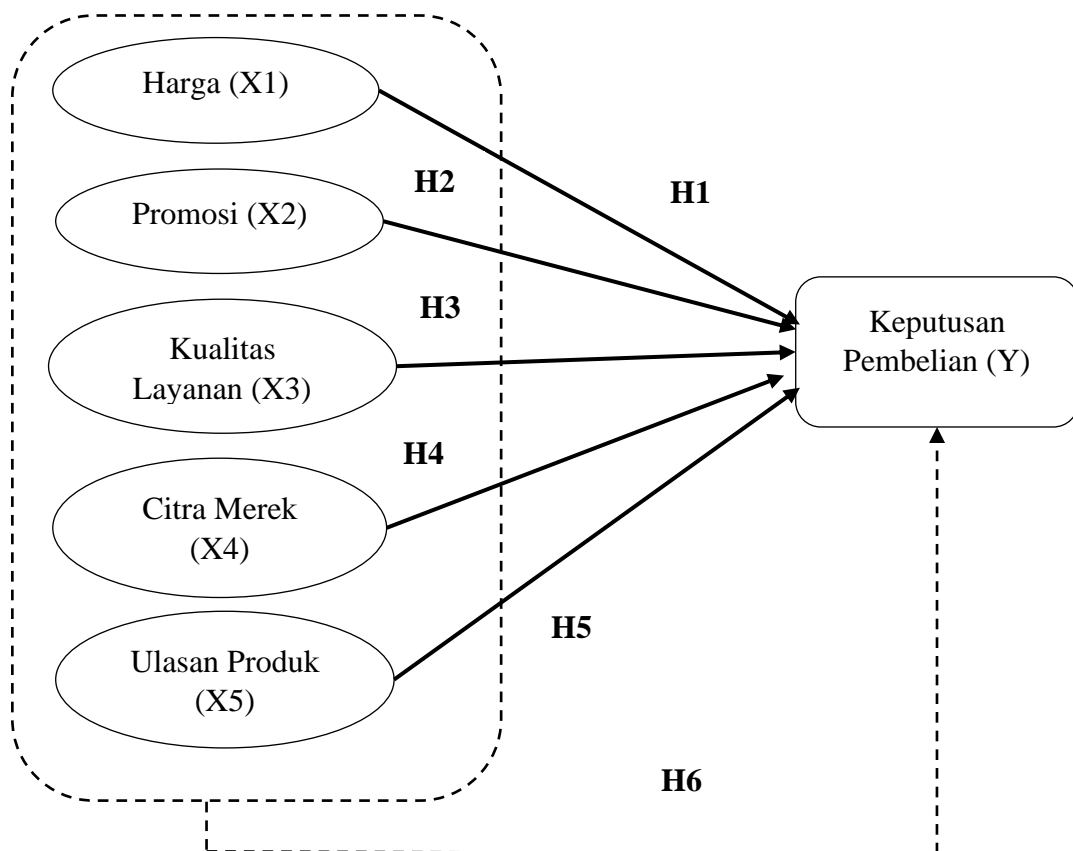 Harga (X1)
H2
H1
Promosi (X2)
H3
Keputusan
Pembelian (Y)
Kualitas
Layanan (X3)
H4
Citra Merek
(X4)
H5
Ulasan Produk
(X5)
H6